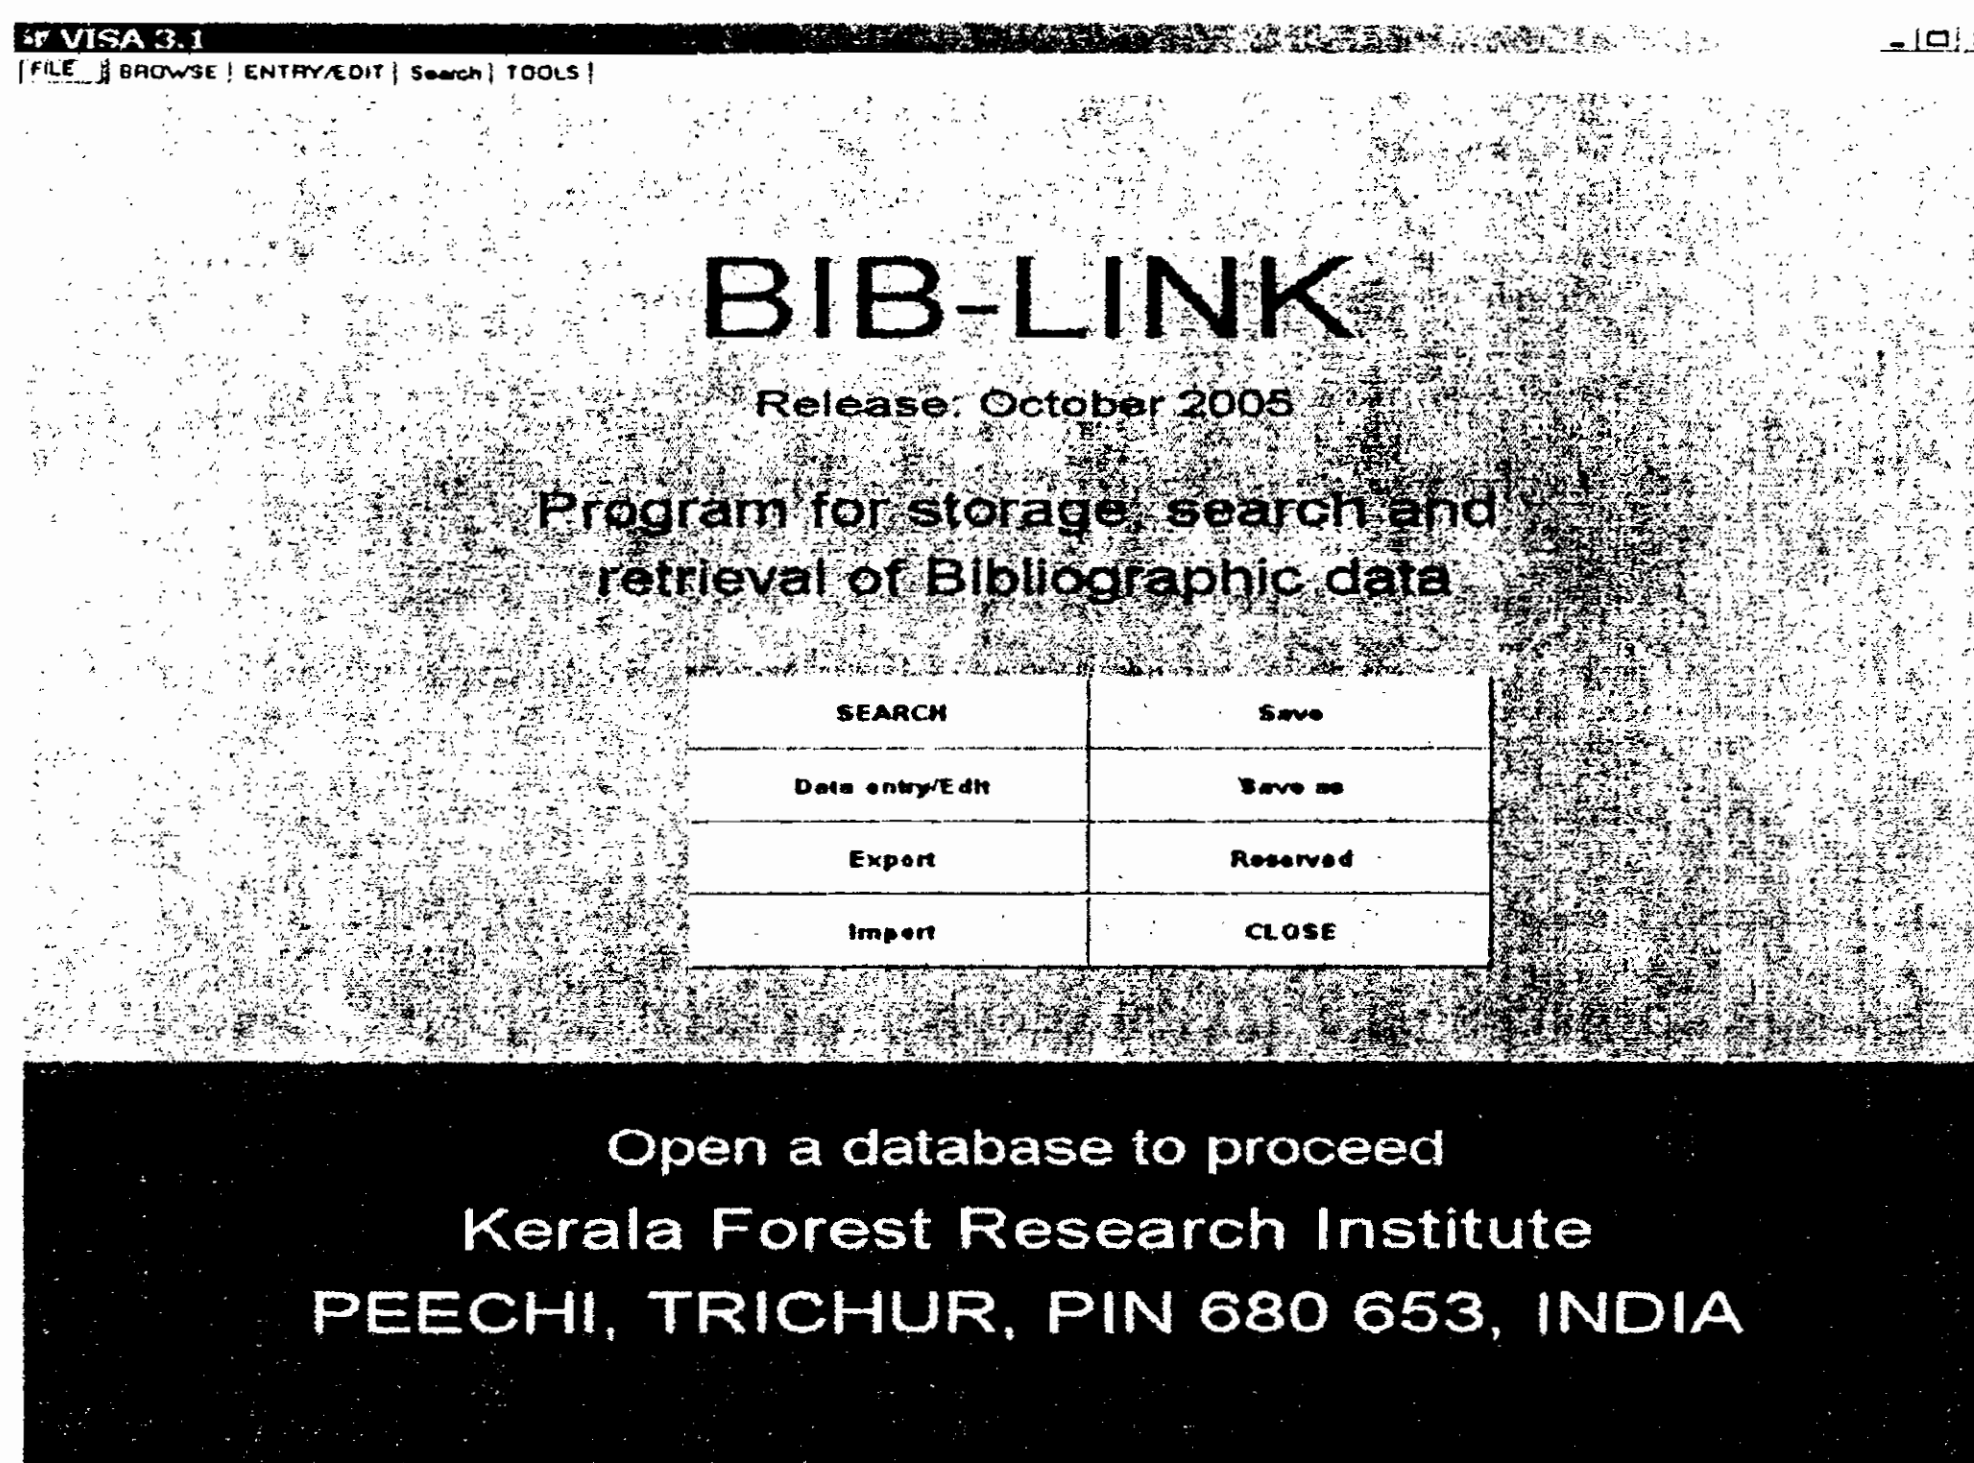 VISA 3.1
FILE BROWSE ENTRY/EDIT Search TOOLS
BIB-LINK
Release: October 2005
Program for storage, search and
retrieval of Bibliographic data
SEARCH Save
Data entry/Edit Save as
Export Reserved
Import CLOSE
Open a database to proceed
Kerala Forest Research Institute
PEECHI, TRICHUR, PIN 680 653, INDIA